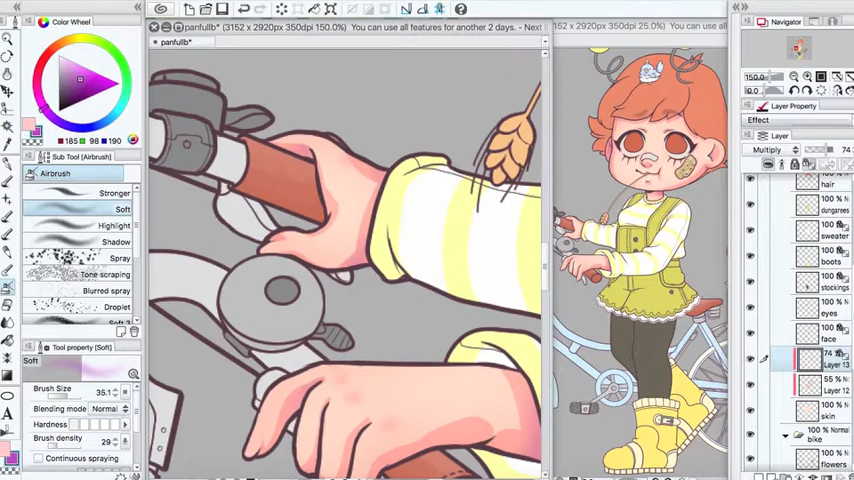 Color Wheel
185 98 190
Sub Tool [Airbrush]
Airbrush
Stronger
Soft
Highlight
Shadow
Spray
Tone scraping
Blurred spray
Droplet
Tool property [Soft]
Soft
Brush Size 35.1
Blending mode Normal
Hardness
Brush density 29
Continuous spraying
panfullb* (3152 x 2920px 350dpi 150.0%) You can use all features for another 2 days. - Next
panfullb*
x 2920px 350dpi 25.0%) You can use all features for
Navigator
150.0
0.0
Layer Property
Effect
Layer
Multiply 74
hair
100 % N
dungarees
100 % N
sweater
100 % N
boots
100 % N
stockings
100 % N
eyes
100 % N
face
74 %
Layer 13
55 %
Layer 12
100 % N
skin
100 % Normal
bike
100 % N
flowers